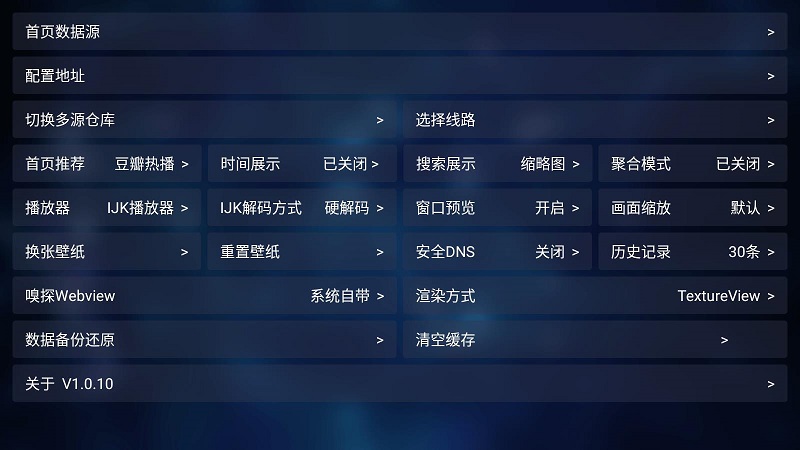 首页数据源 >
配置地址 >
切换多源仓库 > 选择线路 >
首页推荐 豆瓣热播 > 时间展示 已关闭 > 搜索展示 缩略图 > 聚合模式 已关闭 >
播放器 IJK播放器 > IJK解码方式 硬解码 > 窗口预览 开启 > 画面缩放 默认 >
换张壁纸 > 重置壁纸 > 安全DNS 关闭 > 历史记录 30条 >
嗅探Webview 系统自带 > 渲染方式 TextureView >
数据备份还原 > 清空缓存 >
关于 V1.0.10 >